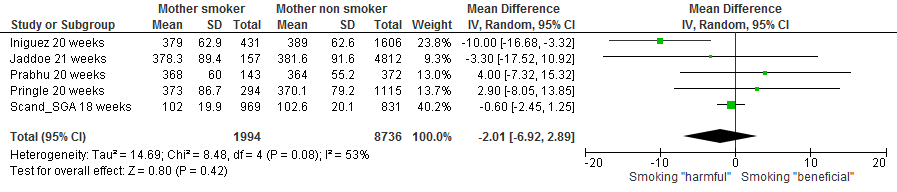 Mother smoker Mother non smoker Mean Difference Mean Difference
Study or Subgroup Mean SD Total Mean SD Total Weight IV, Random, 95% CI IV, Random, 95% CI
Iniguez 20 weeks 379 62.9 431 389 62.6 1606 23.8% -10.00 [-16.68, -3.32]
Jaddoe 21 weeks 378.3 89.4 157 381.6 91.6 4812 9.3% -3.30 [-17.52, 10.92]
Prabhu 20 weeks 368 60 143 364 55.2 372 13.8% 4.00 [-7.32, 15.32]
Pringle 20 weeks 373 86.7 294 370.1 79.2 1115 12.9% 2.90 [-8.05, 13.85]
Scand_SGA 18 weeks 102 19.9 969 102.6 20.1 831 40.2% -0.60 [-2.45, 1.25]
Total (95% CI) 1994 8736 100.0% -2.01 [-6.92, 2.89]
Heterogeneity: Tau² = 14.69; Chi² = 8.48, df = 4 (P = 0.08); I² = 53%
Test for overall effect: Z = 0.80 (P = 0.42)
-20 -10 0 10 20
Smoking "harmful" Smoking "beneficial"